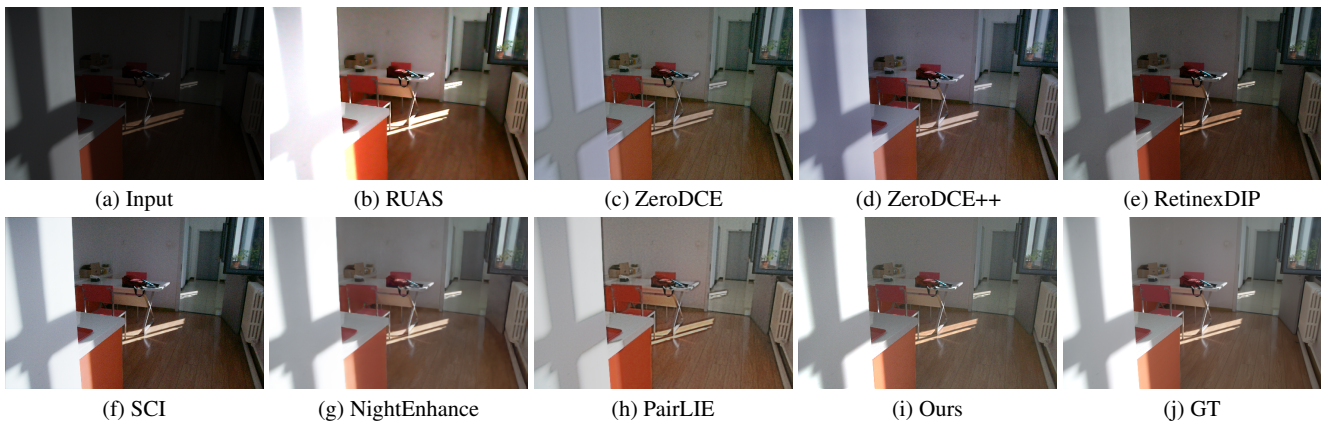 (a) Input (b) RUAS (c) ZeroDCE (d) ZeroDCE++ (e) RetinexDIP
(f) SCI (g) NightEnhance (h) PairLIE (i) Ours (j) GT